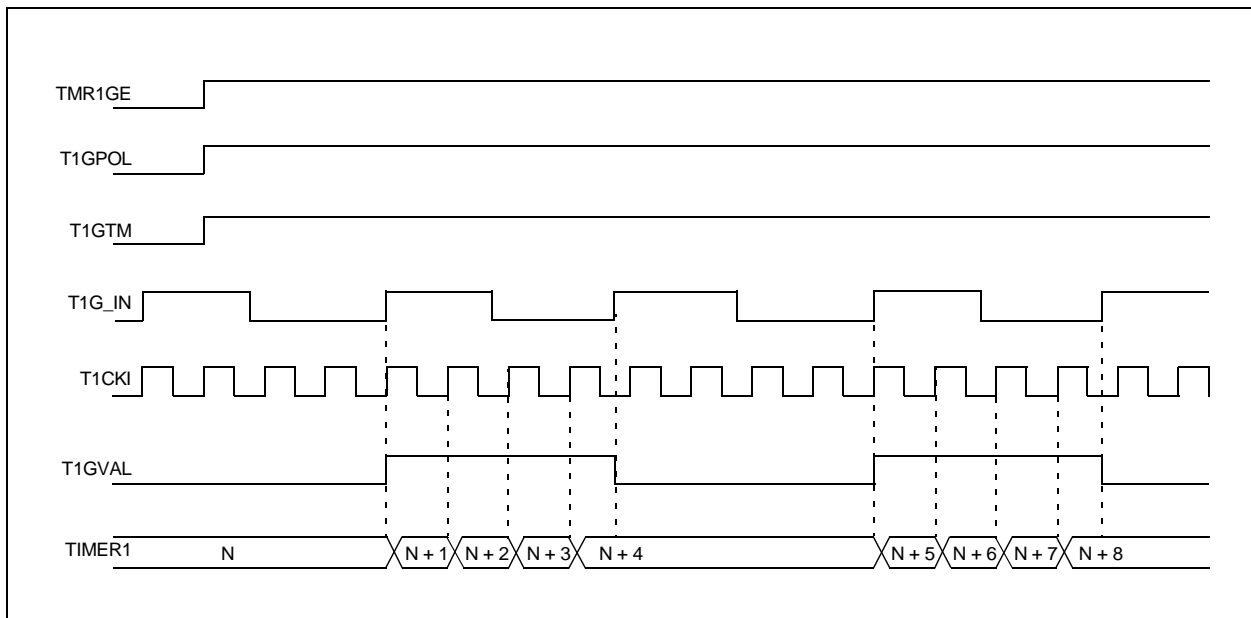 TMR1GE
T1GPOL
T1GTM
T1G_IN
T1CKI
T1GVAL
TIMER1 N N + 1 N + 2 N + 3 N + 4 N + 5 N + 6 N + 7 N + 8